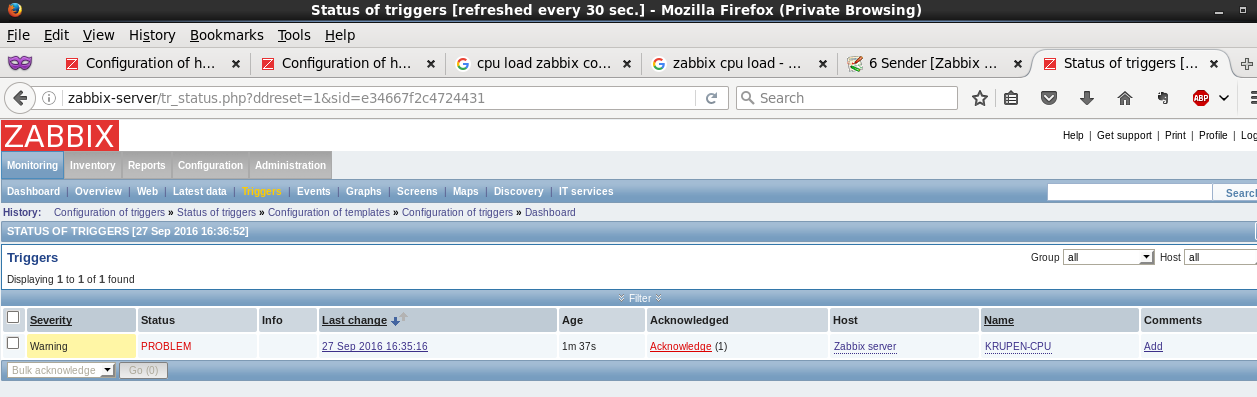 Status of triggers [refreshed every 30 sec.] - Mozilla Firefox (Private Browsing)
File Edit View History Bookmarks Tools Help
Configuration of h... × Configuration of h... × cpu load zabbix co... × zabbix cpu load - ... × 6 Sender [Zabbix ... × Status of triggers [... ×
zabbix-server/tr_status.php?ddreset=1&sid=e34667f2c4724431 Search ABP
ZABBIX
Help | Get support | Print | Profile | Log
Monitoring Inventory Reports Configuration Administration
Dashboard | Overview | Web | Latest data | Triggers | Events | Graphs | Screens | Maps | Discovery | IT services Search
History: Configuration of triggers » Status of triggers » Configuration of templates » Configuration of triggers » Dashboard
STATUS OF TRIGGERS [27 Sep 2016 16:36:52]
Triggers Group all Host all
Displaying 1 to 1 of 1 found
Filter
Severity Status Info Last change Age Acknowledged Host Name Comments
Warning PROBLEM 27 Sep 2016 16:35:16 1m 37s Acknowledge (1) Zabbix server KRUPEN-CPU Add
Bulk acknowledge Go (0)